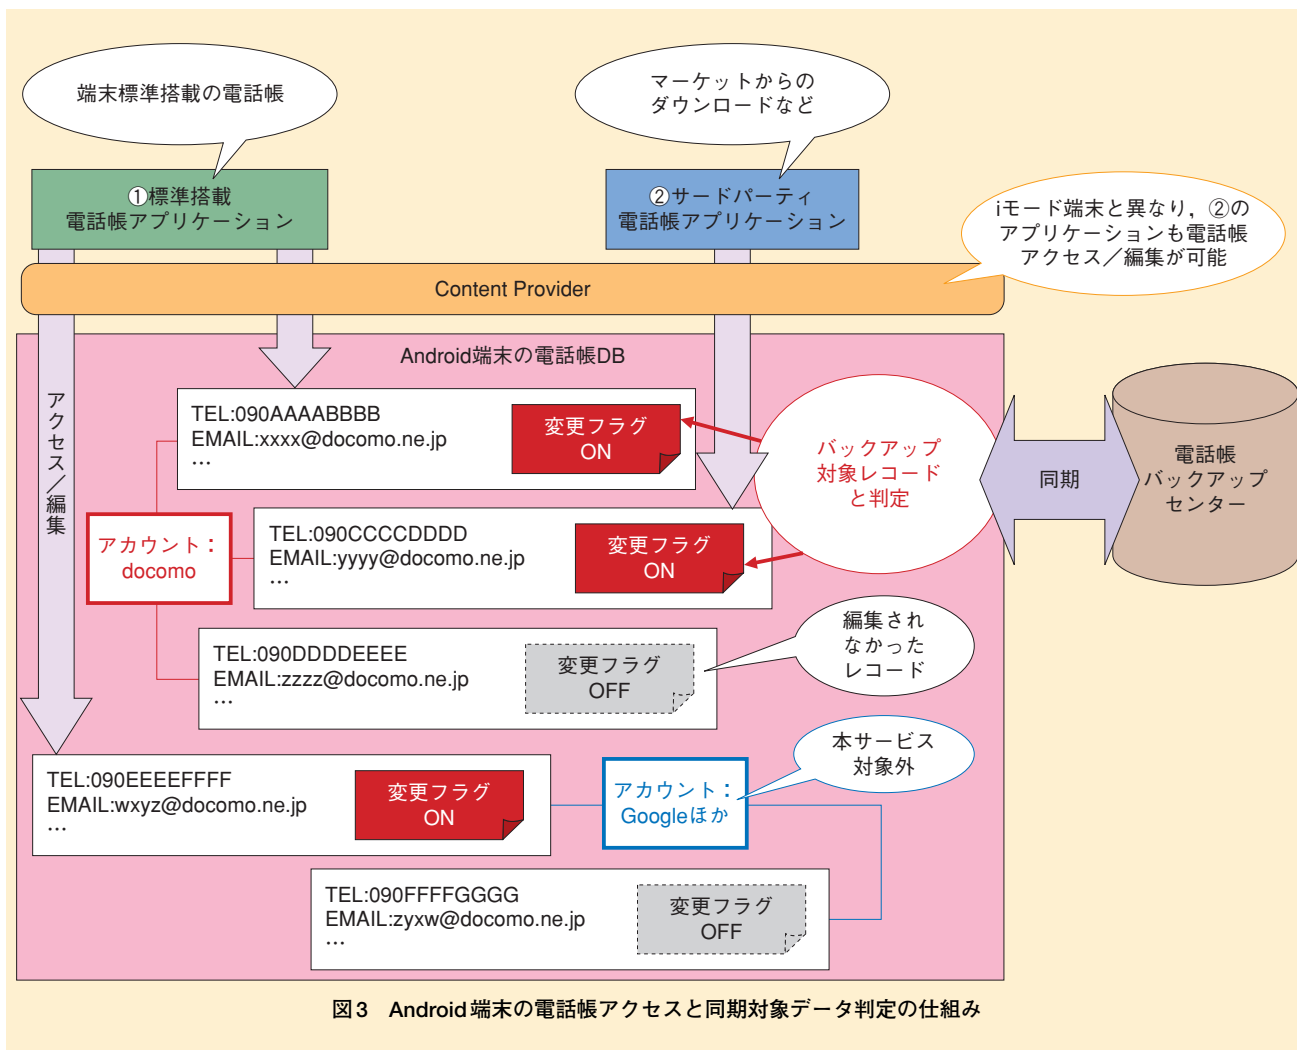 端末標準搭載の電話帳
マーケットからの
ダウンロードなど
①標準搭載
電話帳アプリケーション
②サードパーティ
電話帳アプリケーション
iモード端末と異なり，②の
アプリケーションも電話帳
アクセス／編集が可能
Content Provider
Android端末の電話帳DB
アクセス／編集
TEL:090AAAABBBB
EMAIL:xxxx@docomo.ne.jp
…
変更フラグ
ON
バックアップ
対象レコード
と判定
同期
電話帳
バックアップ
センター
アカウント：
docomo
TEL:090CCCCDDDD
EMAIL:yyyy@docomo.ne.jp
…
変更フラグ
ON
TEL:090DDDDEEEE
EMAIL:zzzz@docomo.ne.jp
…
変更フラグ
OFF
編集され
なかった
レコード
TEL:090EEEEFFFF
EMAIL:wxyz@docomo.ne.jp
…
変更フラグ
ON
アカウント：
Googleほか
本サービス
対象外
TEL:090FFFFGGGG
EMAIL:zyxw@docomo.ne.jp
…
変更フラグ
OFF
図3　Android端末の電話帳アクセスと同期対象データ判定の仕組み